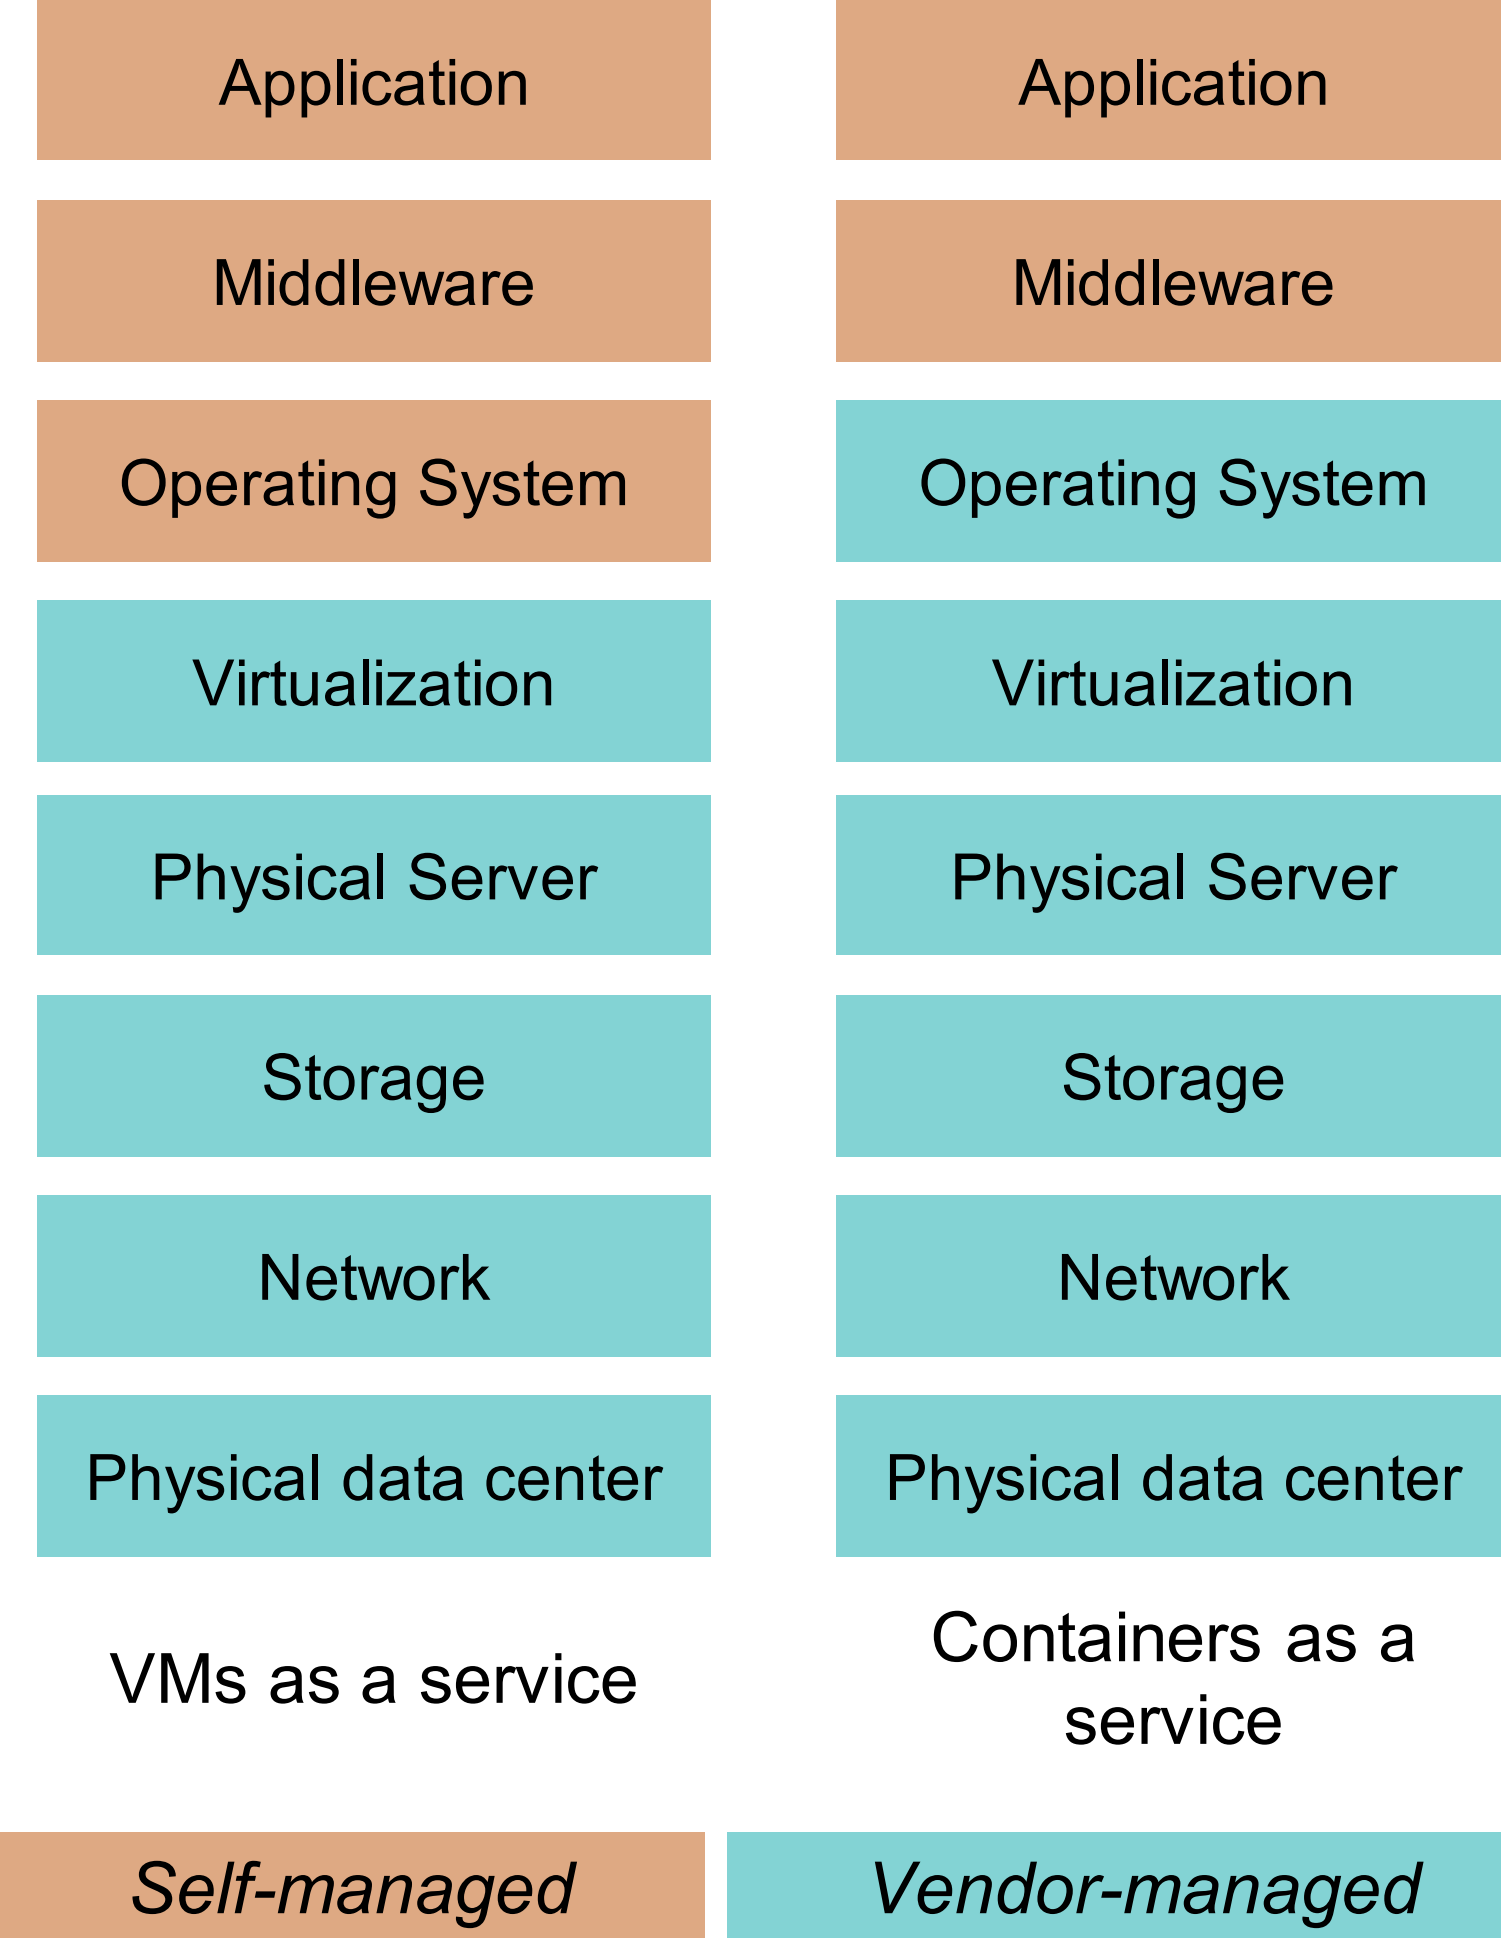 Application
Application
Middleware
Middleware
Operating System
Operating System
Virtualization
Virtualization
Physical Server
Physical Server
Storage
Storage
Network
Network
Physical data center
Physical data center
VMs as a service
Containers as a
service
Self-managed
Vendor-managed